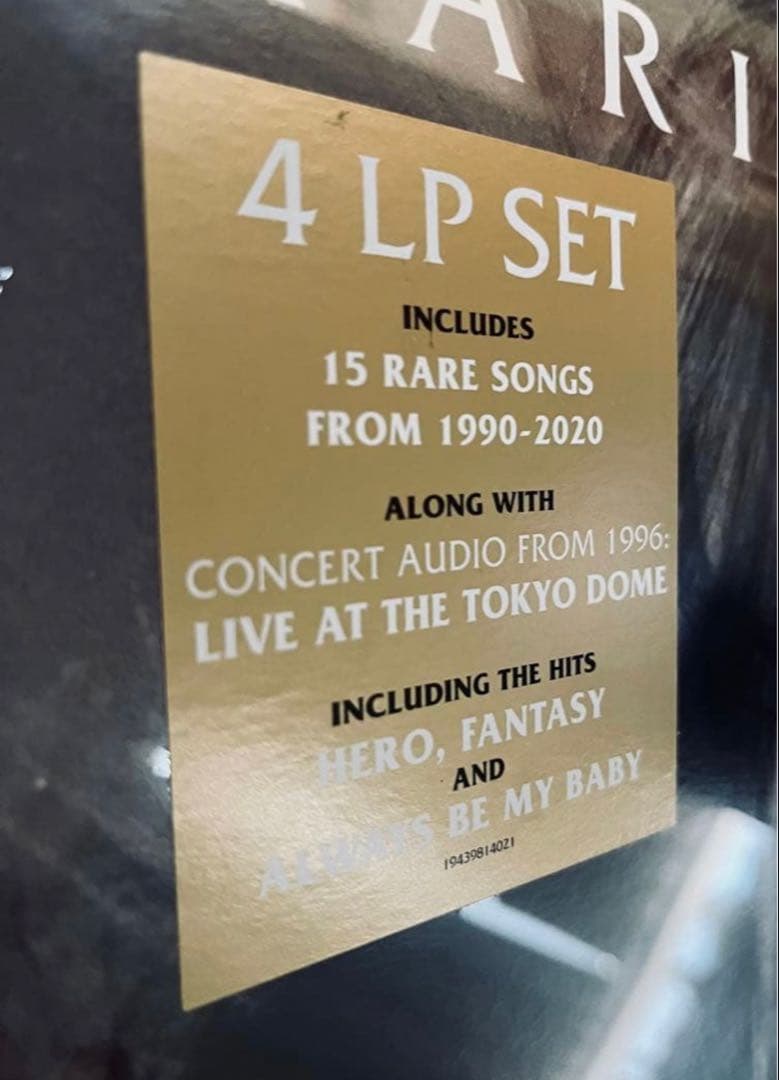 ARI
4 LP SET
INCLUDES
15 RARE SONGS
FROM 1990-2020
ALONG WITH
CONCERT AUDIO FROM 1996:
LIVE AT THE TOKYO DOME
INCLUDING THE HITS
HERO, FANTASY
AND
ALWAYS BE MY BABY
19439814021